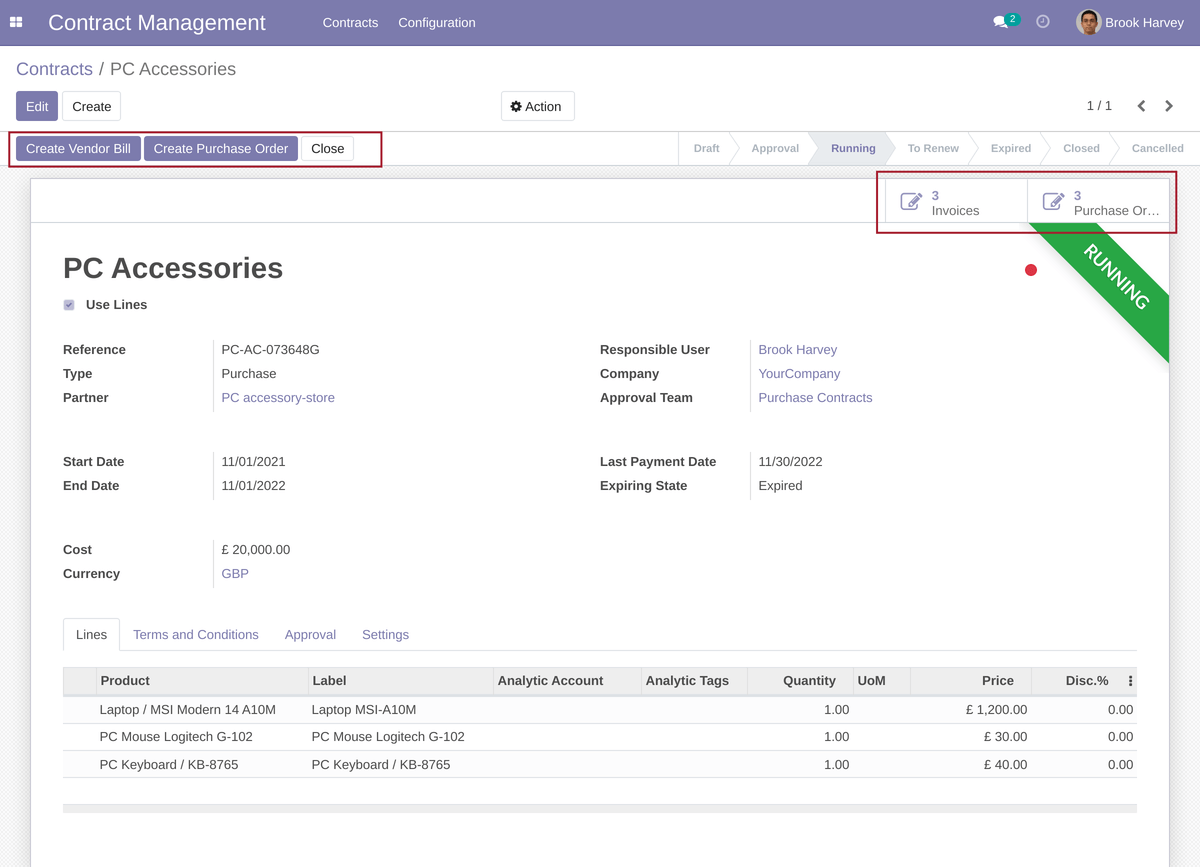 Contract Management Contracts Configuration 2 Brook Harvey
Contracts / PC Accessories
Edit Create Action 1 / 1
Create Vendor Bill Create Purchase Order Close Draft Approval Running To Renew Expired Closed Cancelled
3 Invoices 3 Purchase Or...
RUNNING
PC Accessories
Use Lines
Reference PC-AC-073648G Responsible User Brook Harvey
Type Purchase Company YourCompany
Partner PC accessory-store Approval Team Purchase Contracts
Start Date 11/01/2021 Last Payment Date 11/30/2022
End Date 11/01/2022 Expiring State Expired
Cost £ 20,000.00
Currency GBP
Lines Terms and Conditions Approval Settings
Product Label Analytic Account Analytic Tags Quantity UoM Price Disc.%
Laptop / MSI Modern 14 A10M Laptop MSI-A10M 1.00 £ 1,200.00 0.00
PC Mouse Logitech G-102 PC Mouse Logitech G-102 1.00 £ 30.00 0.00
PC Keyboard / KB-8765 PC Keyboard / KB-8765 1.00 £ 40.00 0.00